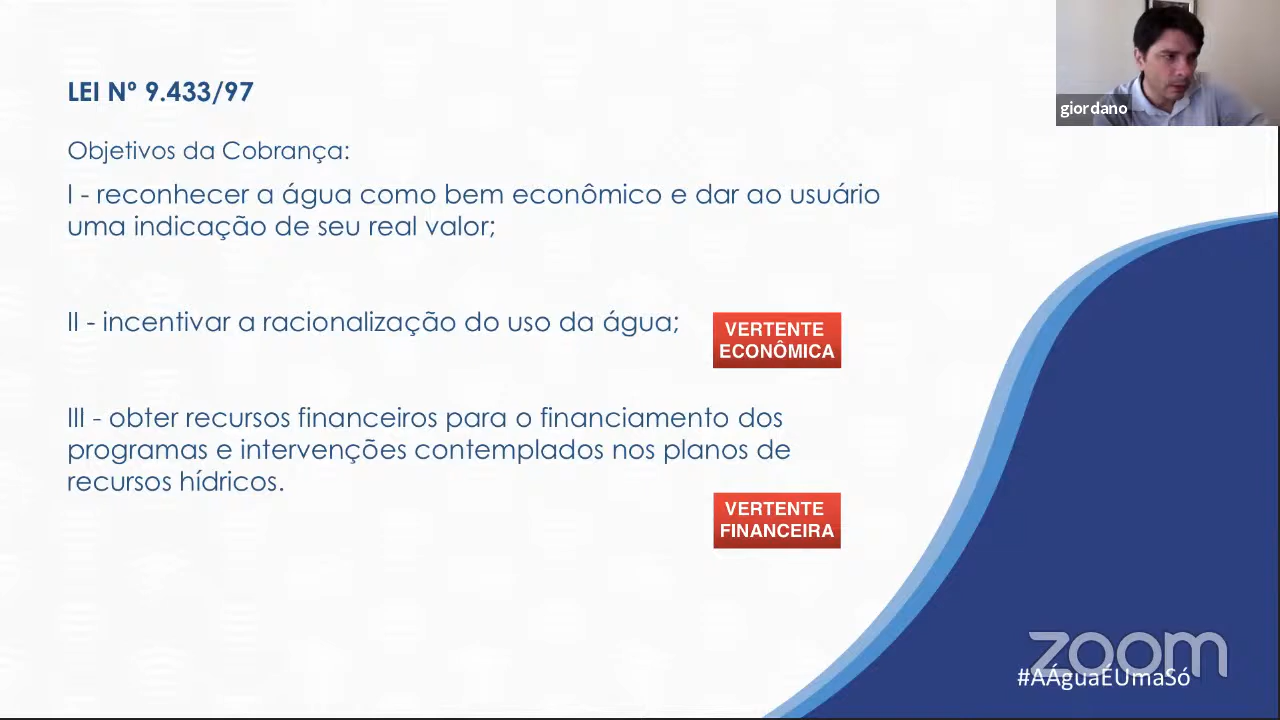 giordano
LEI Nº 9.433/97
Objetivos da Cobrança:
I - reconhecer a água como bem econômico e dar ao usuário
uma indicação de seu real valor;
II - incentivar a racionalização do uso da água;
VERTENTE
ECONÔMICA
III - obter recursos financeiros para o financiamento dos
programas e intervenções contemplados nos planos de
recursos hídricos.
VERTENTE
FINANCEIRA
zoom
#AÁguaÉUmaSó